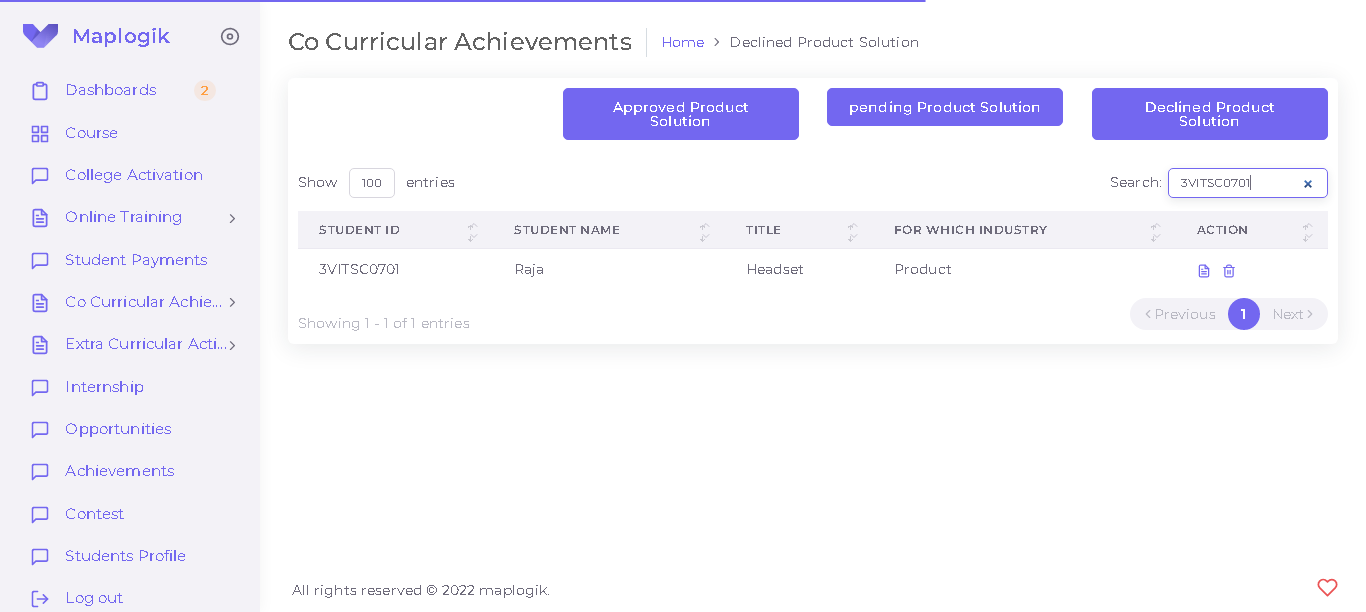 Maplogik
Dashboards 2
Course
College Activation
Online Training
Student Payments
Co Curricular Achie...
Extra Curricular Acti...
Internship
Opportunities
Achievements
Contest
Students Profile
Log out
Co Curricular Achievements
Home > Declined Product Solution
Approved Product
Solution
pending Product Solution
Declined Product
Solution
Show 100 entries
Search: 3VITSC0701
STUDENT ID STUDENT NAME TITLE FOR WHICH INDUSTRY ACTION
3VITSC0701 Raja Headset Product
Showing 1 - 1 of 1 entries
Previous 1 Next
All rights reserved © 2022 maplogik.